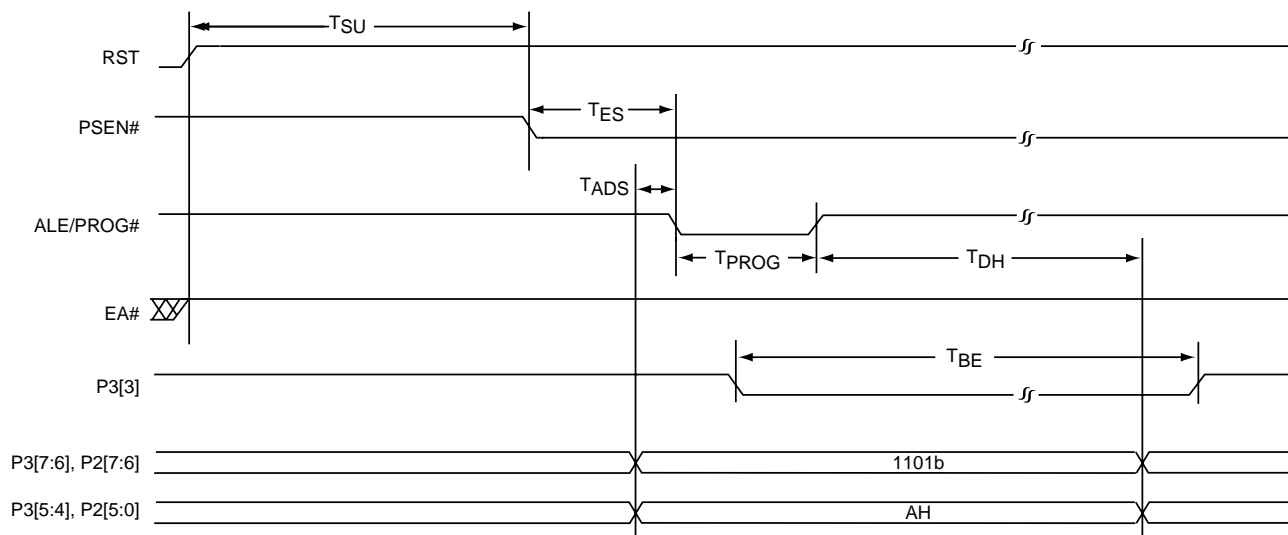 TSU
RST
TES
PSEN#
TADS
ALE/PROG#
TPROG
TDH
EA#
TBE
P3[3]
P3[7:6], P2[7:6]
1101b
P3[5:4], P2[5:0]
AH